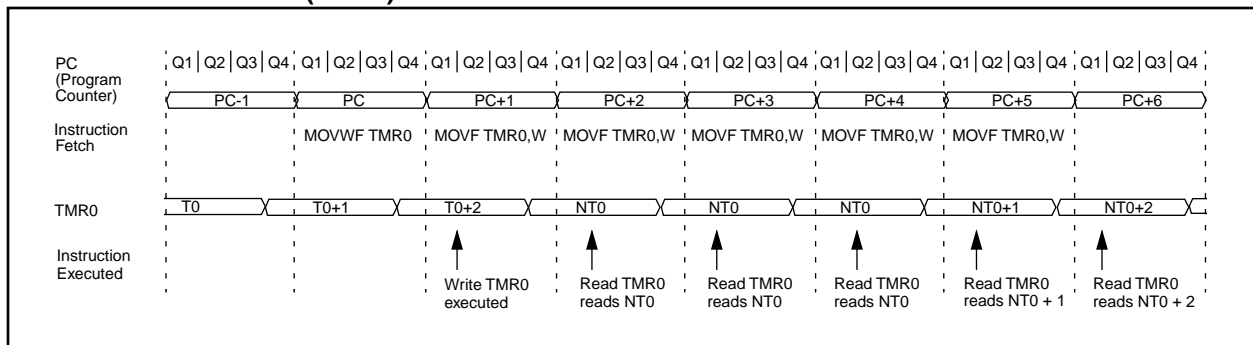 PC
(Program
Counter)
Q1 Q2 Q3 Q4 Q1 Q2 Q3 Q4 Q1 Q2 Q3 Q4 Q1 Q2 Q3 Q4 Q1 Q2 Q3 Q4 Q1 Q2 Q3 Q4 Q1 Q2 Q3 Q4 Q1 Q2 Q3 Q4
PC-1 PC PC+1 PC+2 PC+3 PC+4 PC+5 PC+6
Instruction
Fetch
MOVWF TMR0 MOVF TMR0,W MOVF TMR0,W MOVF TMR0,W MOVF TMR0,W MOVF TMR0,W
TMR0
T0 T0+1 T0+2 NT0 NT0 NT0 NT0+1 NT0+2
Instruction
Executed
Write TMR0
executed
Read TMR0
reads NT0
Read TMR0
reads NT0
Read TMR0
reads NT0
Read TMR0
reads NT0 + 1
Read TMR0
reads NT0 + 2